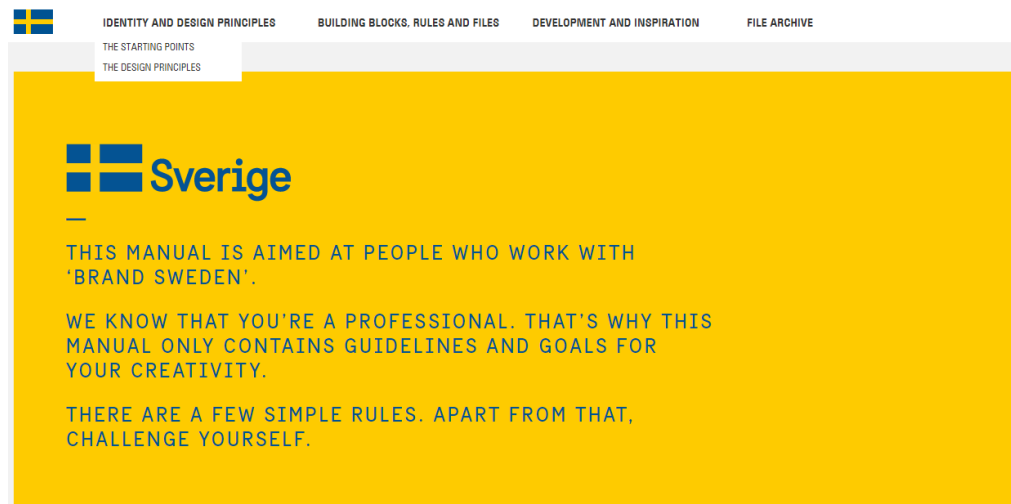 IDENTITY AND DESIGN PRINCIPLES
BUILDING BLOCKS, RULES AND FILES
DEVELOPMENT AND INSPIRATION
FILE ARCHIVE
THE STARTING POINTS
THE DESIGN PRINCIPLES
Sverige
THIS MANUAL IS AIMED AT PEOPLE WHO WORK WITH
‘BRAND SWEDEN’.
WE KNOW THAT YOU’RE A PROFESSIONAL. THAT’S WHY THIS
MANUAL ONLY CONTAINS GUIDELINES AND GOALS FOR
YOUR CREATIVITY.
THERE ARE A FEW SIMPLE RULES. APART FROM THAT,
CHALLENGE YOURSELF.